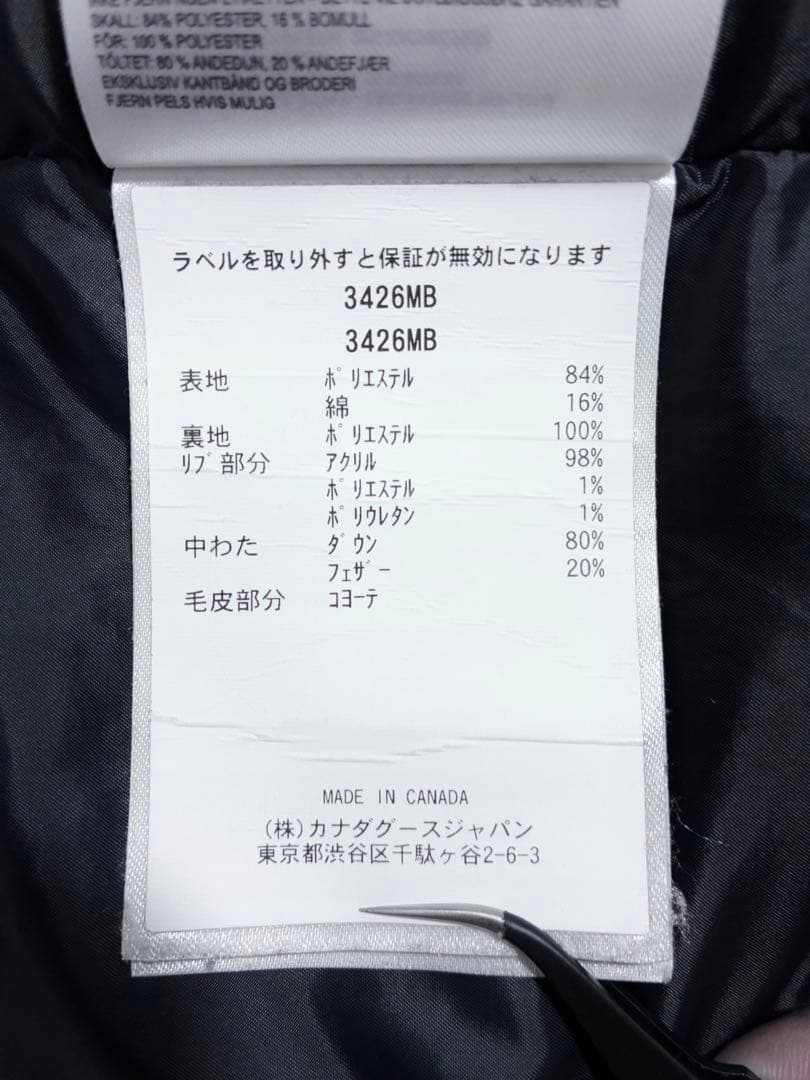 SKALL: 84% POLYESTER, 16 % BOMULL
FÔR: 100 % POLYESTER
TÖLTET: 80 % ANDEDUN, 20 % ANDEFJÆR
EKSKLUSIV KANTBÅND OG BRODERI
FJERN PELS HVIS MULIG
ラベルを取り外すと保証が無効になります
3426MB
3426MB
表地 ポリエステル 84%
綿 16%
裏地 ポリエステル 100%
リブ部分 アクリル 98%
ポリエステル 1%
ポリウレタン 1%
中わた ダウン 80%
フェザー 20%
毛皮部分 コヨーテ
MADE IN CANADA
(株)カナダグースジャパン
東京都渋谷区千駄ヶ谷2-6-3